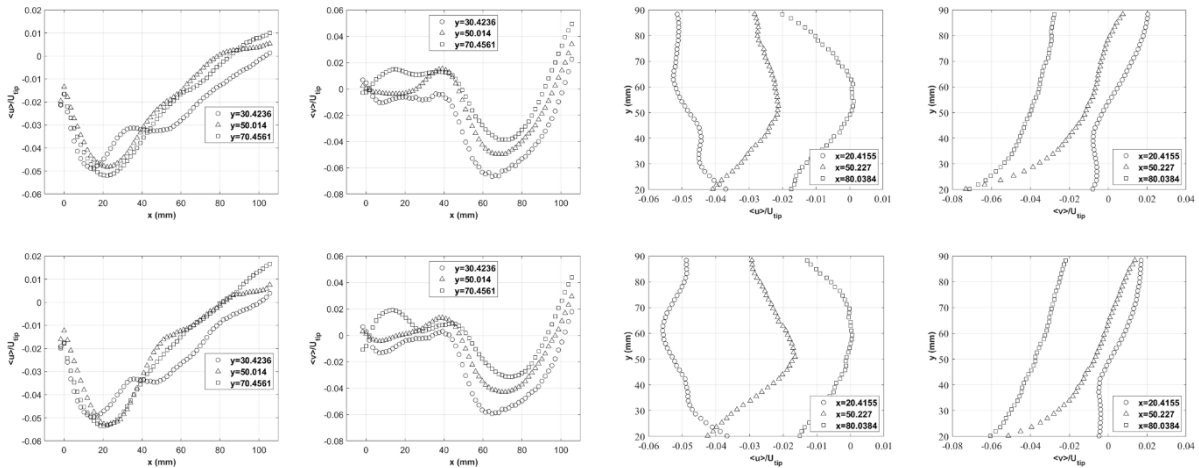 0.02
0.01
0
-0.01
-0.02
-0.03
-0.04
-0.05
-0.06
<u>/U_tip
y=30.4236
y=50.014
y=70.4561
0 20 40 60 80 100
x (mm)
0.06
0.04
0.02
0
-0.02
-0.04
-0.06
-0.08
<v>/U_tip
y=30.4236
y=50.014
y=70.4561
0 20 40 60 80 100
x (mm)
90
80
70
60
50
40
30
20
y (mm)
x=20.4155
x=50.227
x=80.0384
-0.06 -0.05 -0.04 -0.03 -0.02 -0.01 0 0.01
<u>/U_tip
90
80
70
60
50
40
30
20
y (mm)
x=20.4155
x=50.227
x=80.0384
-0.08 -0.06 -0.04 -0.02 0 0.02 0.04
<v>/U_tip
0.02
0.01
0
-0.01
-0.02
-0.03
-0.04
-0.05
-0.06
<u>/U_tip
y=30.4236
y=50.014
y=70.4561
0 20 40 60 80 100
x (mm)
0.06
0.04
0.02
0
-0.02
-0.04
-0.06
-0.08
<v>/U_tip
y=30.4236
y=50.014
y=70.4561
0 20 40 60 80 100
x (mm)
90
80
70
60
50
40
30
20
y (mm)
x=20.4155
x=50.227
x=80.0384
-0.06 -0.05 -0.04 -0.03 -0.02 -0.01 0 0.01
<u>/U_tip
90
80
70
60
50
40
30
20
y (mm)
x=20.4155
x=50.227
x=80.0384
-0.08 -0.06 -0.04 -0.02 0 0.02 0.04
<v>/U_tip